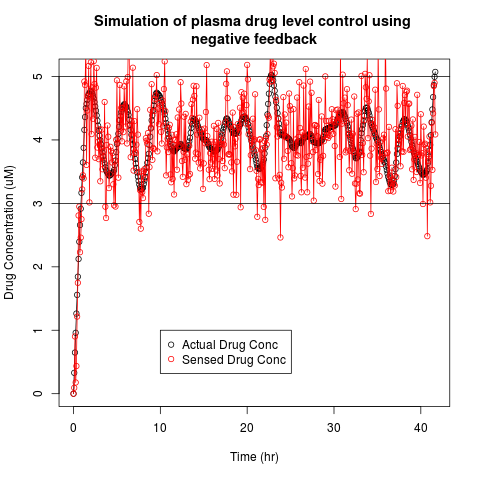 Simulation of plasma drug level control using
negative feedback
Drug Concentration (uM)
5
4
3
2
1
0
Actual Drug Conc
Sensed Drug Conc
0 10 20 30 40
Time (hr)